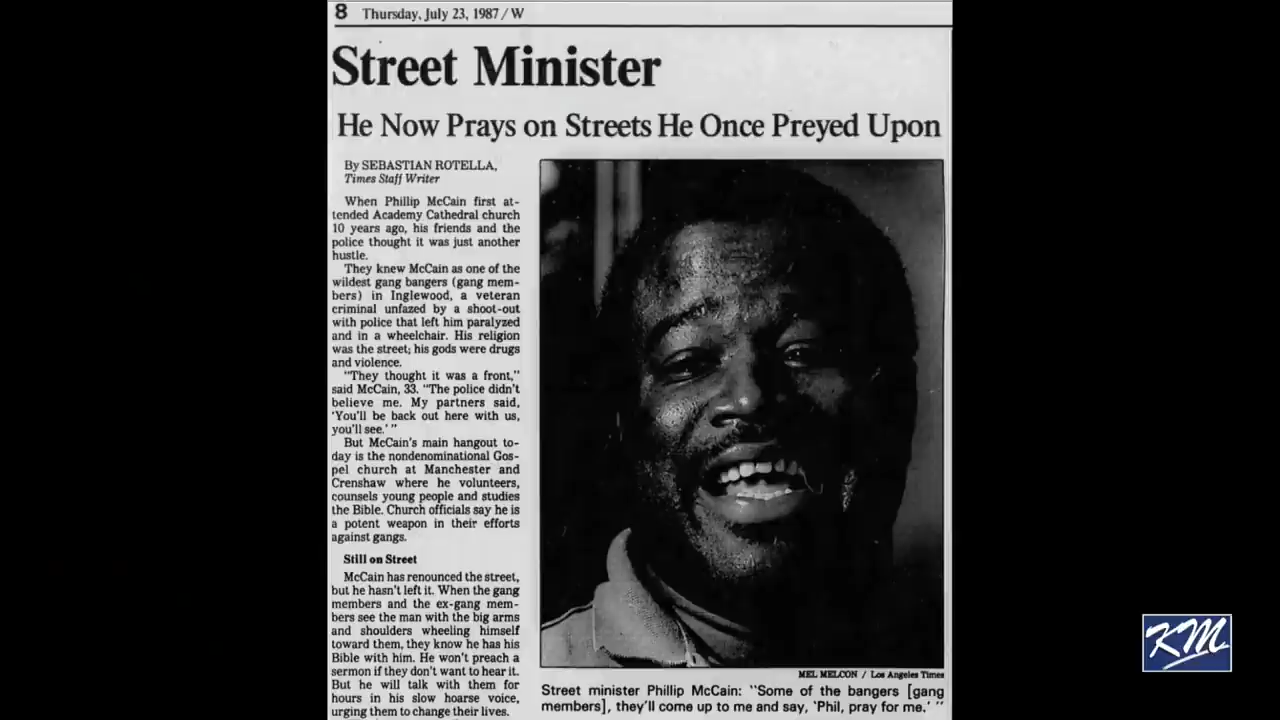 8 Thursday, July 23, 1987/W
Street Minister
He Now Prays on Streets He Once Preyed Upon
By SEBASTIAN ROTELLA,
Times Staff Writer
When Phillip McCain first at-
tended Academy Cathedral church
10 years ago, his friends and the
police thought it was just another
hustle.
They knew McCain as one of the
wildest gang bangers (gang mem-
bers) in Inglewood, a veteran
criminal unfazed by a shoot-out
with police that left him paralyzed
and in a wheelchair. His religion
was the street; his gods were drugs
and violence.
"They thought it was a front,"
said McCain, 33. "The police didn't
believe me. My partners said,
'You'll be back out here with us,
you'll see.' "
But McCain's main hangout to-
day is the nondenominational Gos-
pel church at Manchester and
Crenshaw where he volunteers,
counsels young people and studies
the Bible. Church officials say he is
a potent weapon in their efforts
against gangs.
Still on Street
McCain has renounced the street,
but he hasn't left it. When the gang
members and the ex-gang mem-
bers see the man with the big arms
and shoulders wheeling himself
toward them, they know he has his
Bible with him. He won't preach a
sermon if they don't want to hear it.
But he will talk with them for
hours in his slow hoarse voice,
urging them to change their lives.
MEL MELCON / Los Angeles Times
Street minister Phillip McCain: "Some of the bangers [gang
members], they'll come up to me and say, 'Phil, pray for me.' "
KM